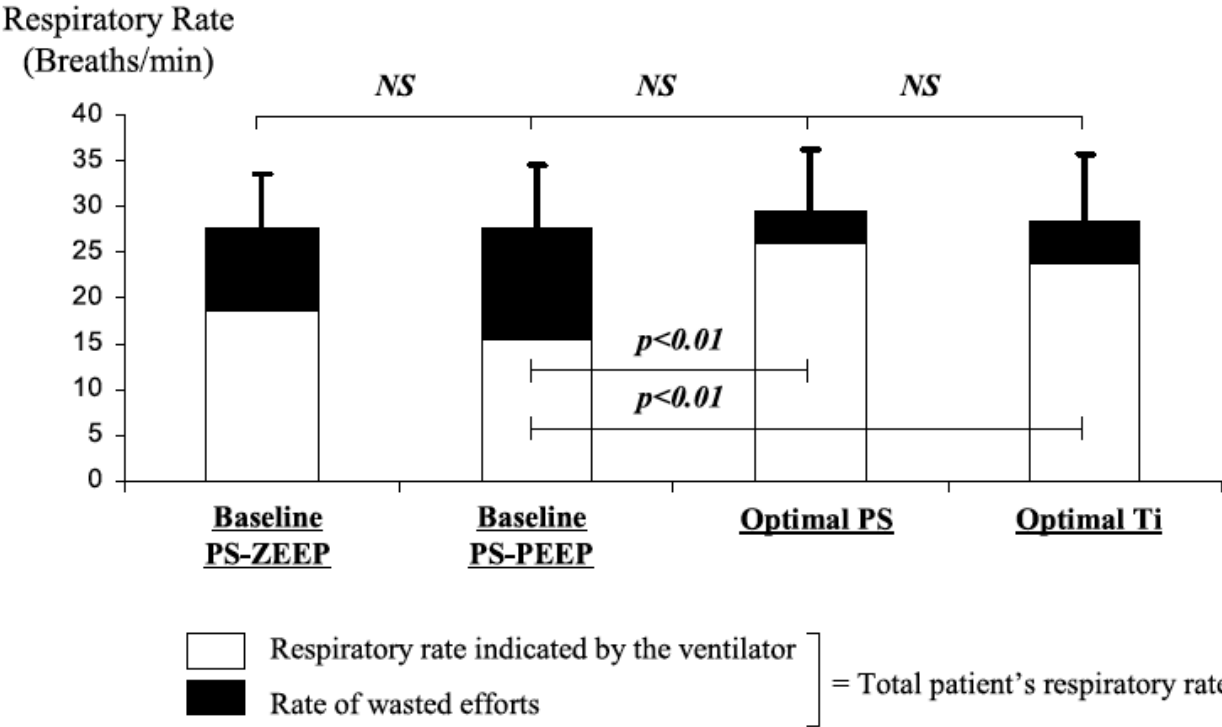 Respiratory Rate
(Breaths/min)
NS NS NS
40
35
30
25
20
15
10
5
0
p<0.01
p<0.01
Baseline
PS-ZEEP
Baseline
PS-PEEP
Optimal PS
Optimal Ti
Respiratory rate indicated by the ventilator
Rate of wasted efforts
= Total patient’s respiratory rate